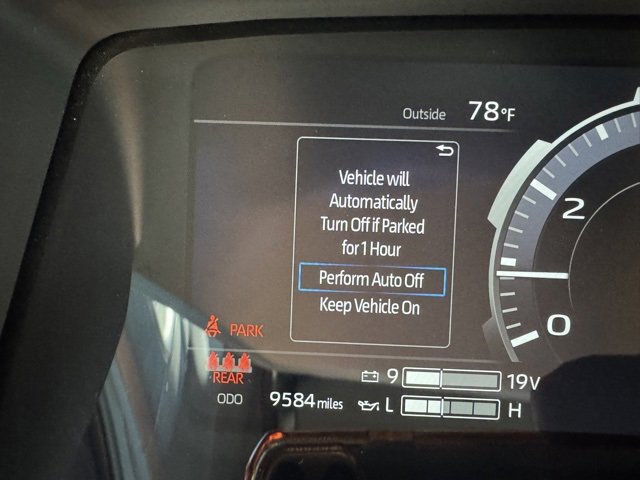 Outside 78°F
Vehicle will
Automatically
Turn Off if Parked
for 1 Hour
Perform Auto Off
Keep Vehicle On
2
0
PARK
REAR
9 19V
ODO 9584 miles
L H